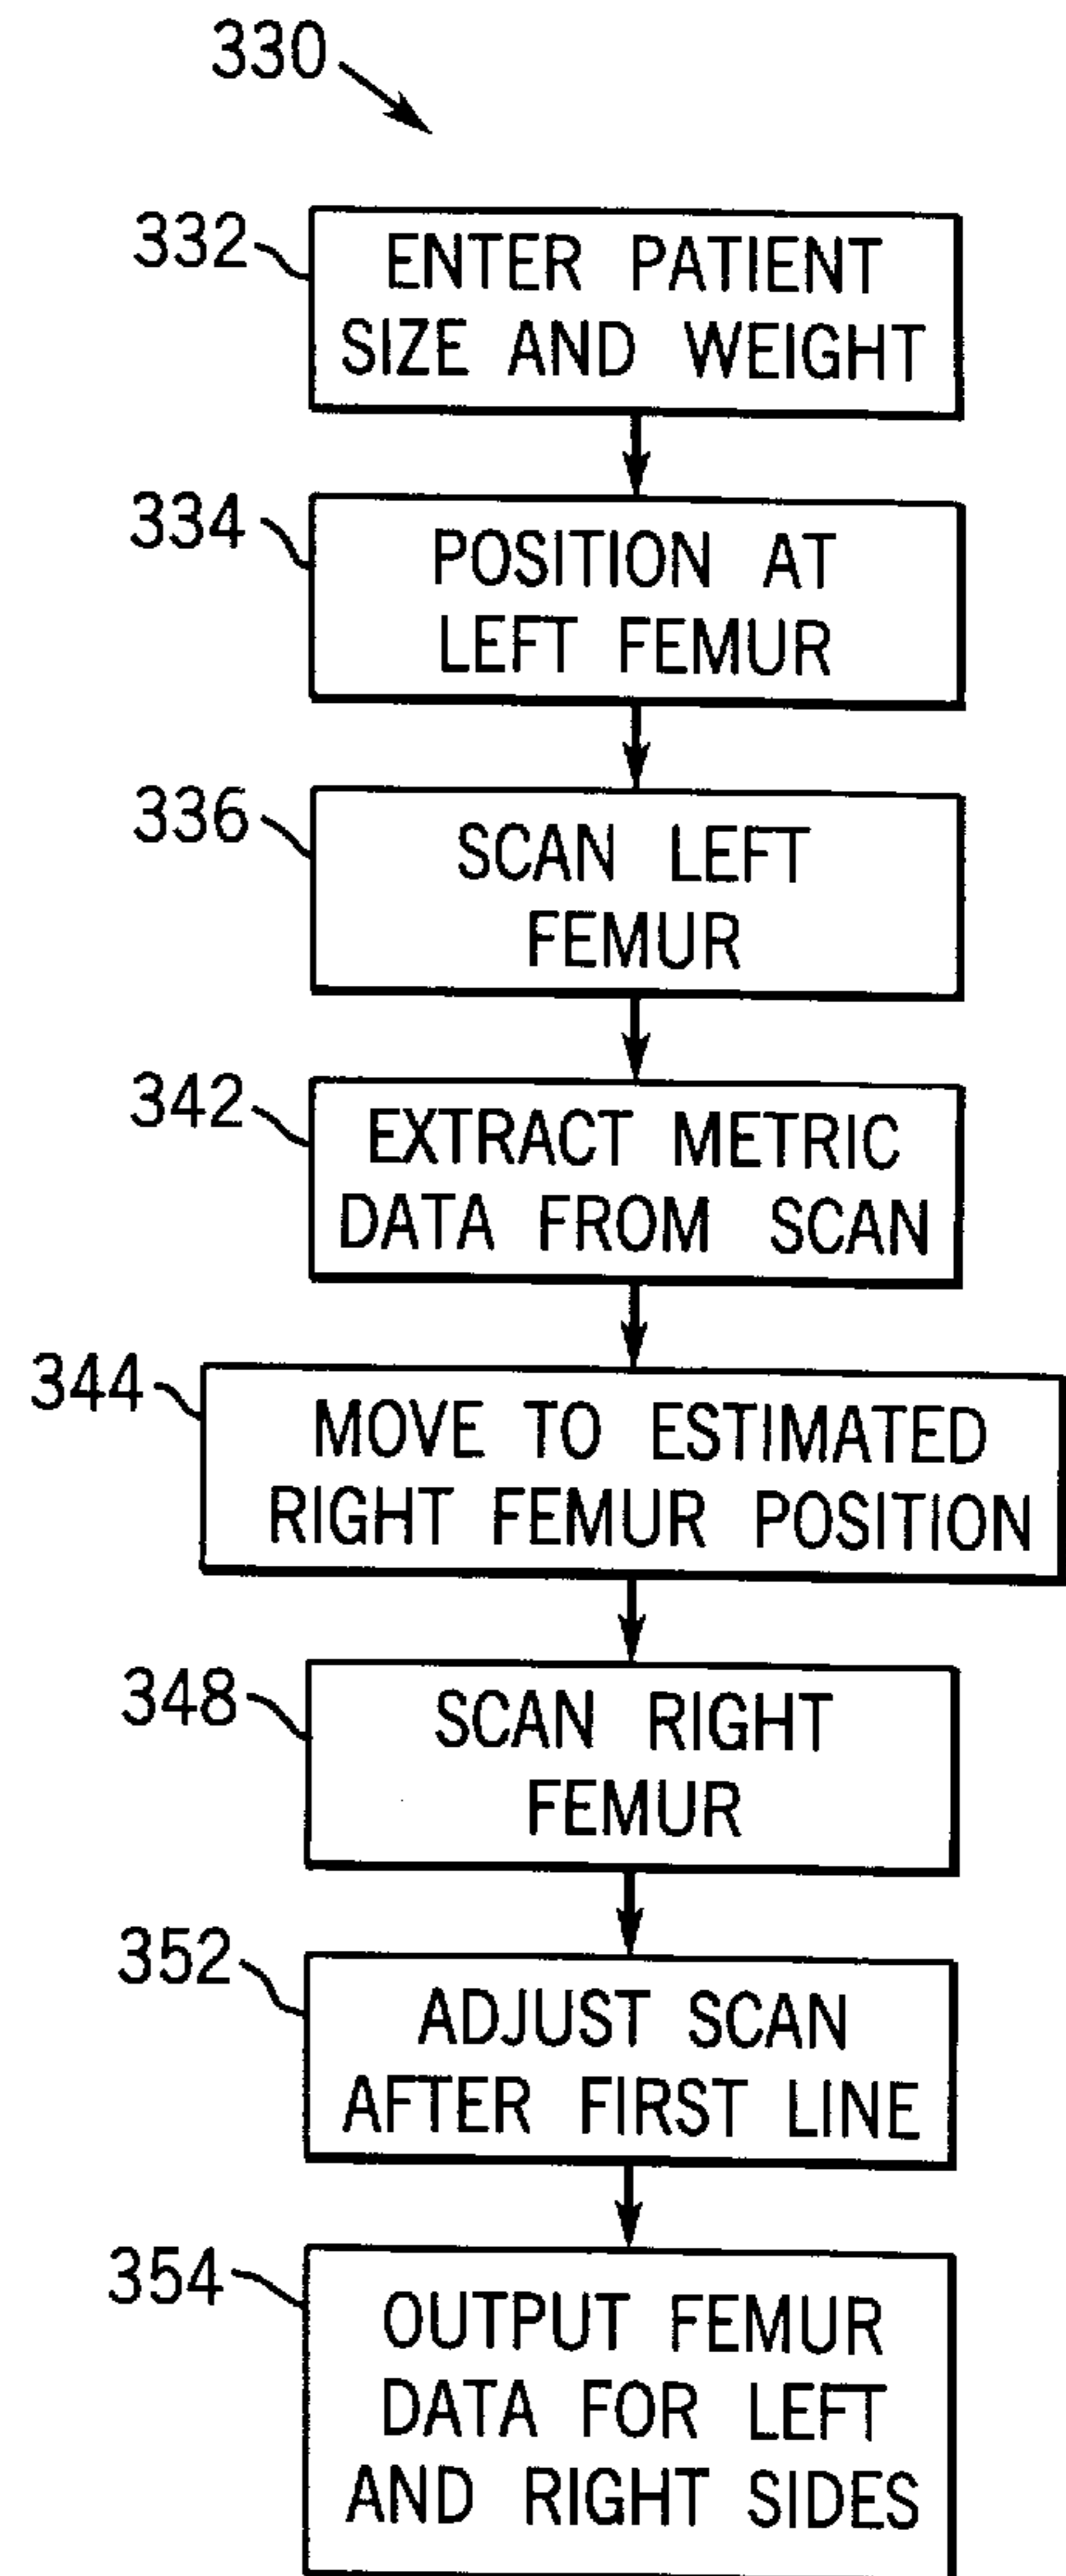 330
332
ENTER PATIENT
SIZE AND WEIGHT
334
POSITION AT
LEFT FEMUR
336
SCAN LEFT
FEMUR
342
EXTRACT METRIC
DATA FROM SCAN
344
MOVE TO ESTIMATED
RIGHT FEMUR POSITION
348
SCAN RIGHT
FEMUR
352
ADJUST SCAN
AFTER FIRST LINE
354
OUTPUT FEMUR
DATA FOR LEFT
AND RIGHT SIDES